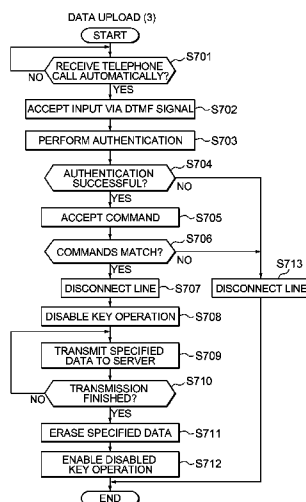 DATA UPLOAD (3)
START
S701
RECEIVE TELEPHONE
CALL AUTOMATICALLY?
NO
YES
ACCEPT INPUT VIA DTMF SIGNAL
S702
PERFORM AUTHENTICATION
S703
S704
AUTHENTICATION
SUCCESSFUL?
NO
YES
ACCEPT COMMAND
S705
S706
COMMANDS MATCH?
NO
YES
S713
DISCONNECT LINE
S707
DISCONNECT LINE
DISABLE KEY OPERATION
S708
TRANSMIT SPECIFIED
DATA TO SERVER
S709
S710
TRANSMISSION
FINISHED?
NO
YES
ERASE SPECIFIED DATA
S711
ENABLE DISABLED
KEY OPERATION
S712
END